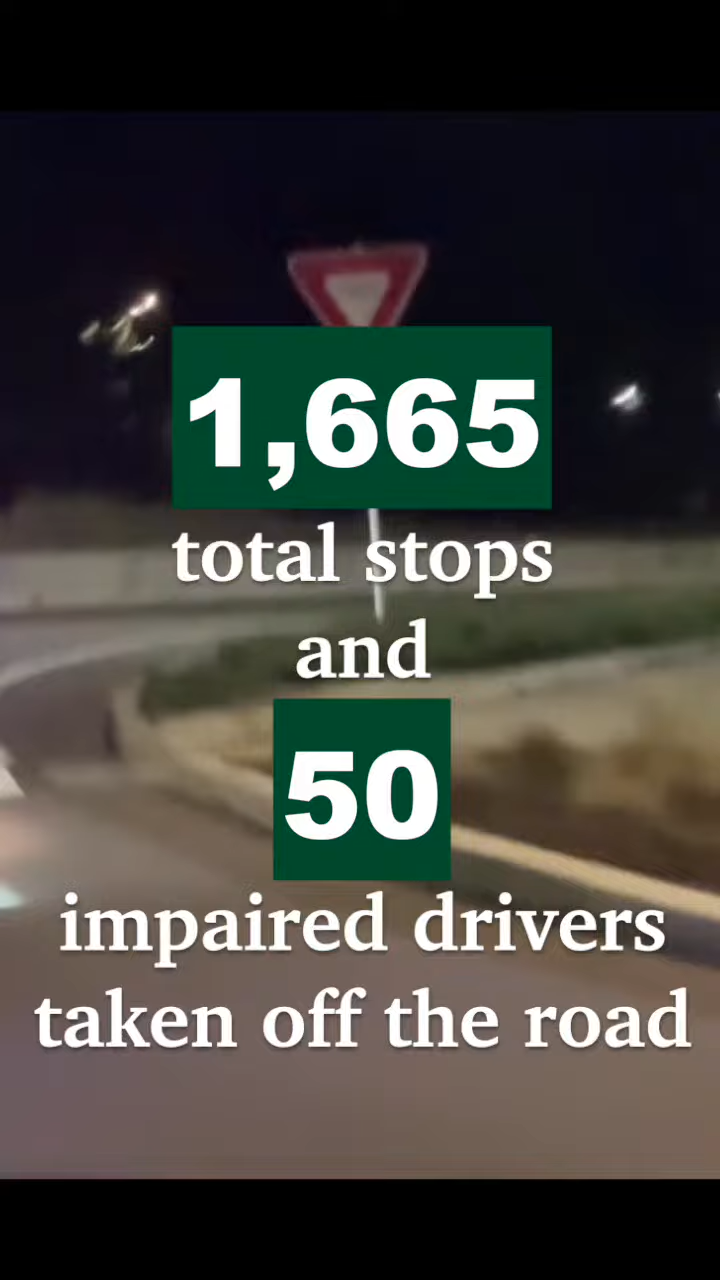 1,665
total stops
and
50
impaired drivers
taken off the road